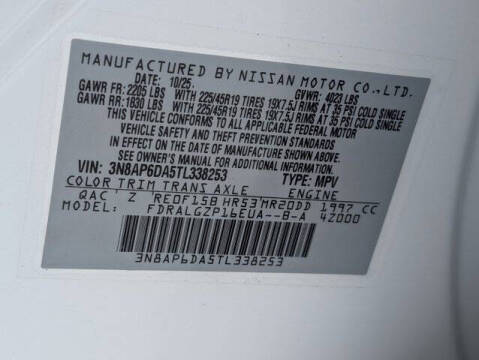 MANUFACTURED BY NISSAN MOTOR CO.,LTD.
DATE: 10/25 GVWR: 4023 LBS
GAWR FR: 2205 LBS WITH 225/45R19 TIRES 19X7.5J RIMS AT 35 PSI COLD SINGLE
GAWR RR: 1830 LBS WITH 225/45R19 TIRES 19X7.5J RIMS AT 35 PSI COLD SINGLE
THIS VEHICLE CONFORMS TO ALL APPLICABLE FEDERAL MOTOR
VEHICLE SAFETY AND THEFT PREVENTION STANDARDS
IN EFFECT ON THE DATE OF MANUFACTURE SHOWN ABOVE.
SEE OWNER'S MANUAL FOR ADDITIONAL INFORMATION
VIN: 3N8AP6DA5TL338253 TYPE: MPV
COLOR TRIM TRANS AXLE ENGINE
QAC Z RE0F15B HR53 MR20DD 1997 CC
MODEL: FDRALGZP16EUA--B-A 42000
3N8AP6DA5TL338253